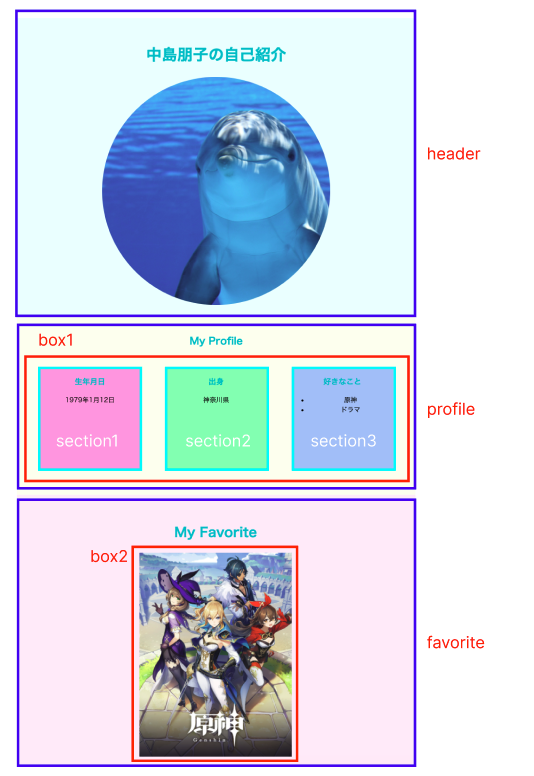 中島朋子の自己紹介
header
box1
My Profile
生年月日
1979年1月12日
section1
出身
神奈川県
section2
好きなこと
• 原神
• ドラマ
section3
profile
My Favorite
box2
原神
Genshin
favorite